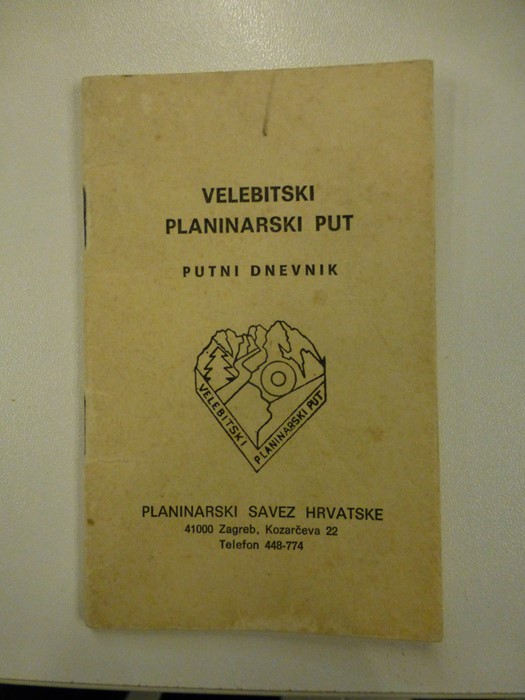 VELEBITSKI
PLANINARSKI PUT
PUTNI DNEVNIK
VELEBITSKI
PLANINARSKI PUT
PLANINARSKI SAVEZ HRVATSKE
41000 Zagreb, Kozarčeva 22
Telefon 448-774